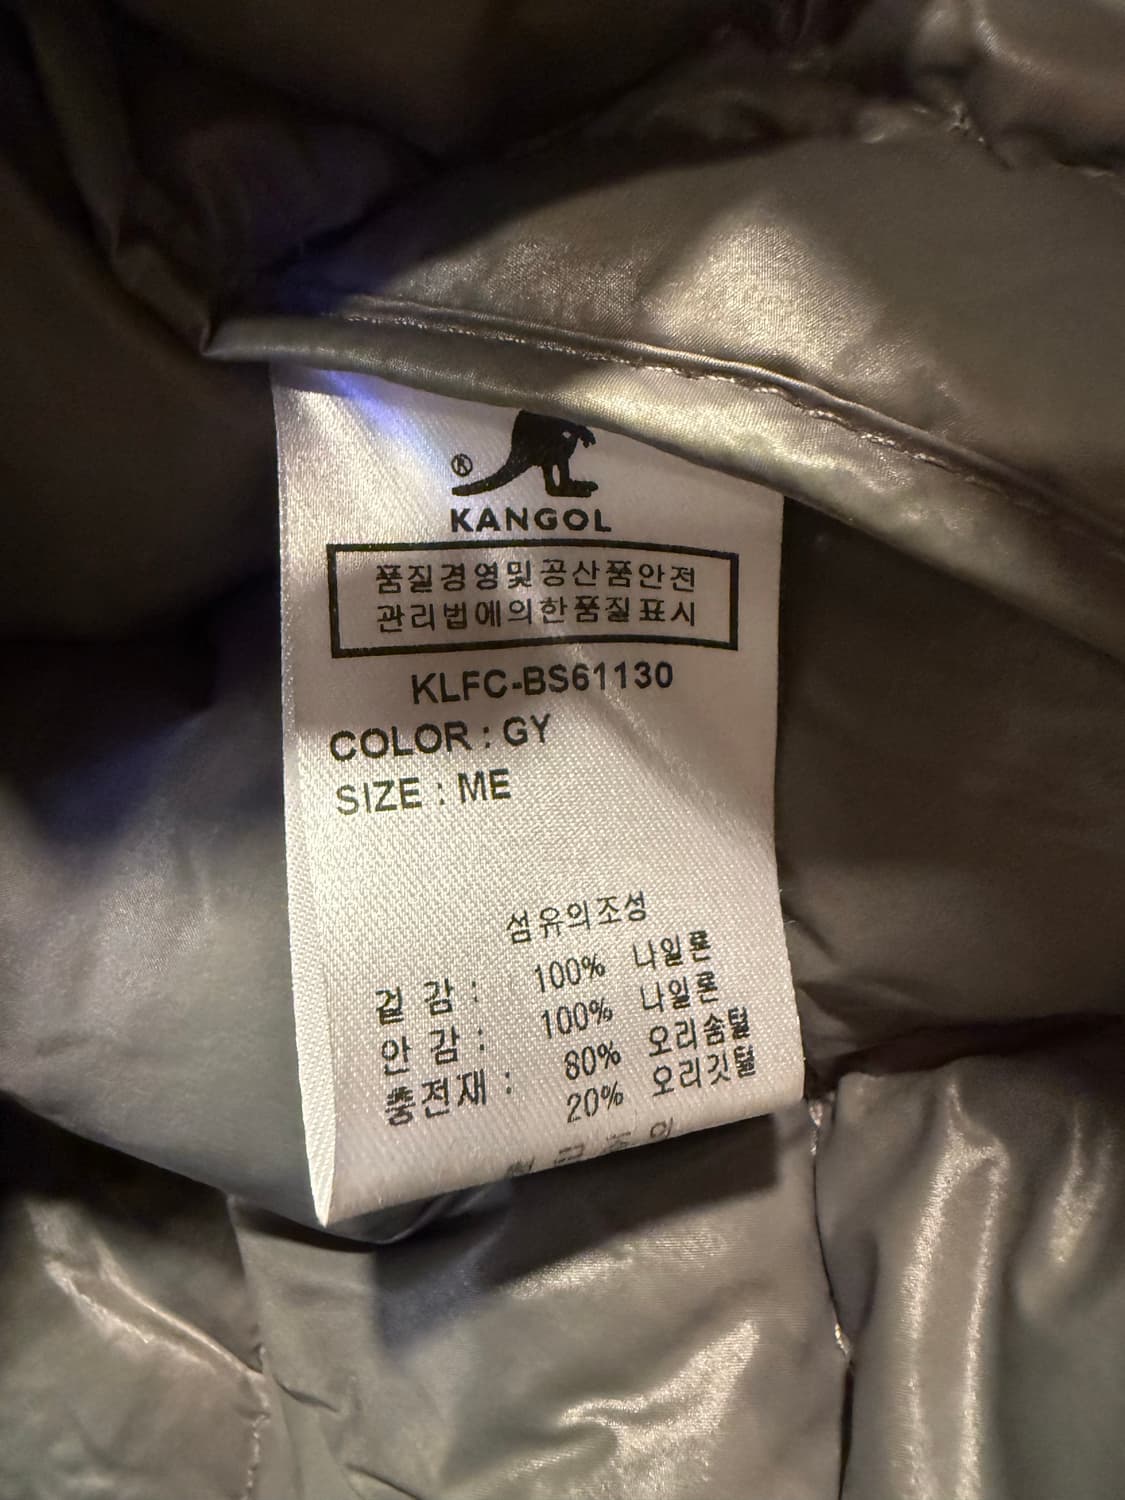 ®
KANGOL
품질경영및공산품안전
관리법에의한품질표시
KLFC-BS61130
COLOR : GY
SIZE : ME
섬유의조성
겉 감 : 100% 나일론
안 감 : 100% 나일론
충전재 : 80% 오리솜털
20% 오리깃털